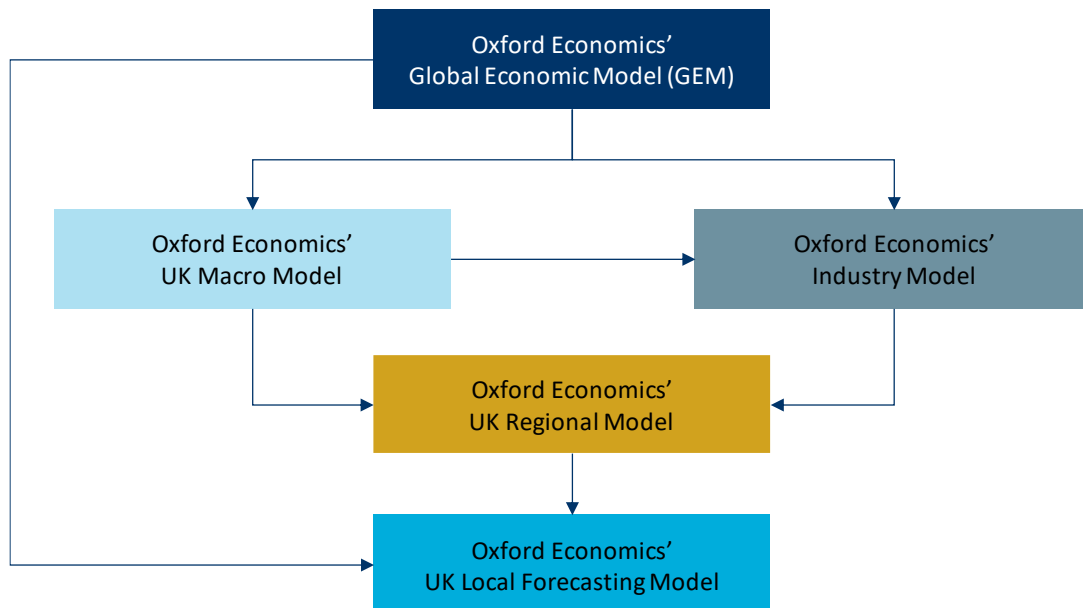 Oxford Economics’
Global Economic Model (GEM)
Oxford Economics’
UK Macro Model
Oxford Economics’
Industry Model
Oxford Economics’
UK Regional Model
Oxford Economics’
UK Local Forecasting Model